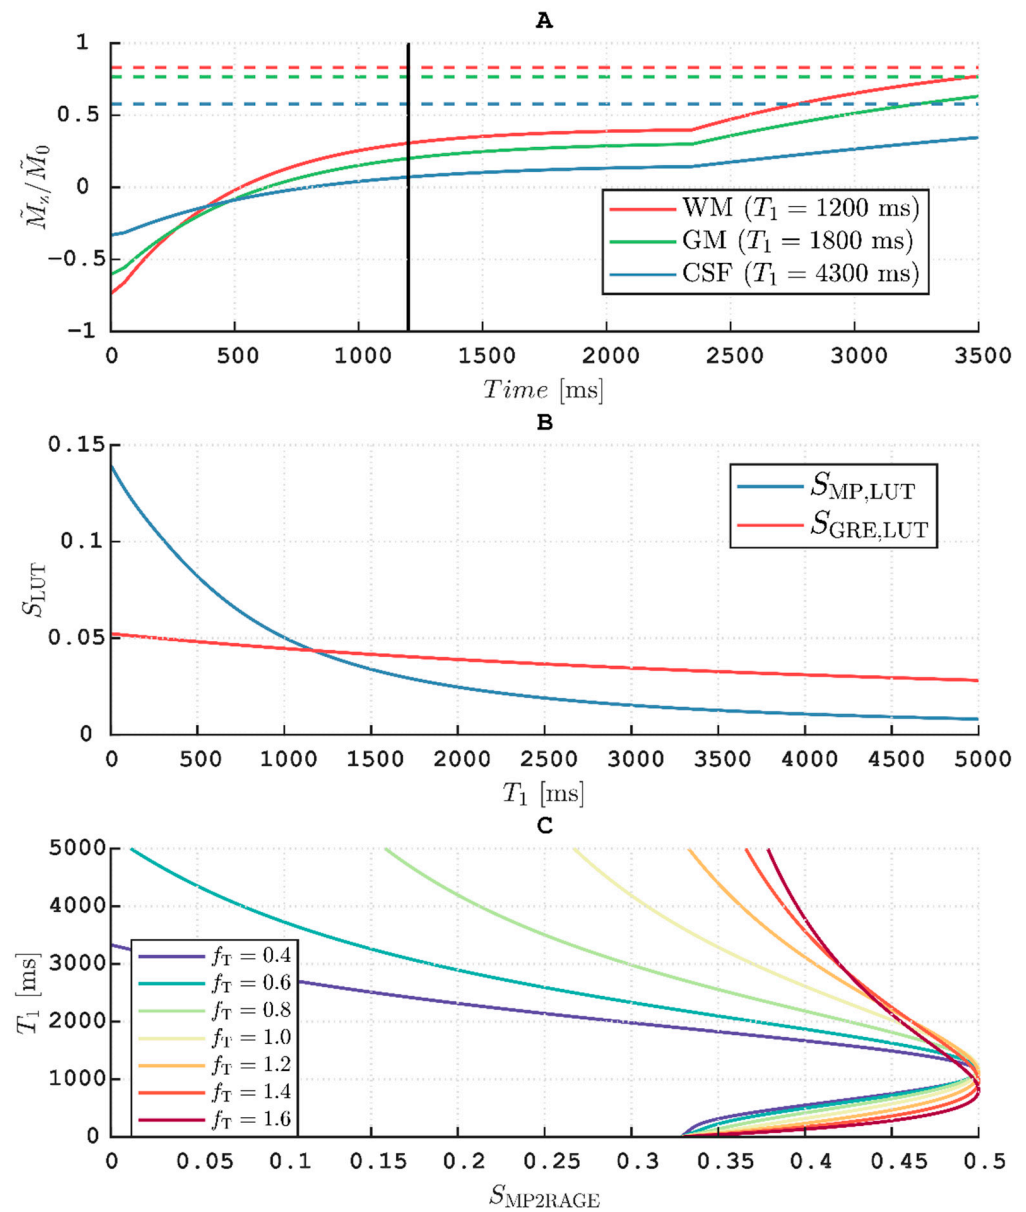 A
1
0.5
0
−0.5
−1
M̃z/M̃0
WM (T1 = 1200 ms)
GM (T1 = 1800 ms)
CSF (T1 = 4300 ms)
0 500 1000 1500 2000 2500 3000 3500
Time [ms]
B
0.15
0.1
0.05
0
SLUT
SMP,LUT
SGRE,LUT
0 500 1000 1500 2000 2500 3000 3500 4000 4500 5000
T1 [ms]
C
5000
4000
3000
2000
1000
0
T1 [ms]
fT = 0.4
fT = 0.6
fT = 0.8
fT = 1.0
fT = 1.2
fT = 1.4
fT = 1.6
0 0.05 0.1 0.15 0.2 0.25 0.3 0.35 0.4 0.45 0.5
SMP2RAGE